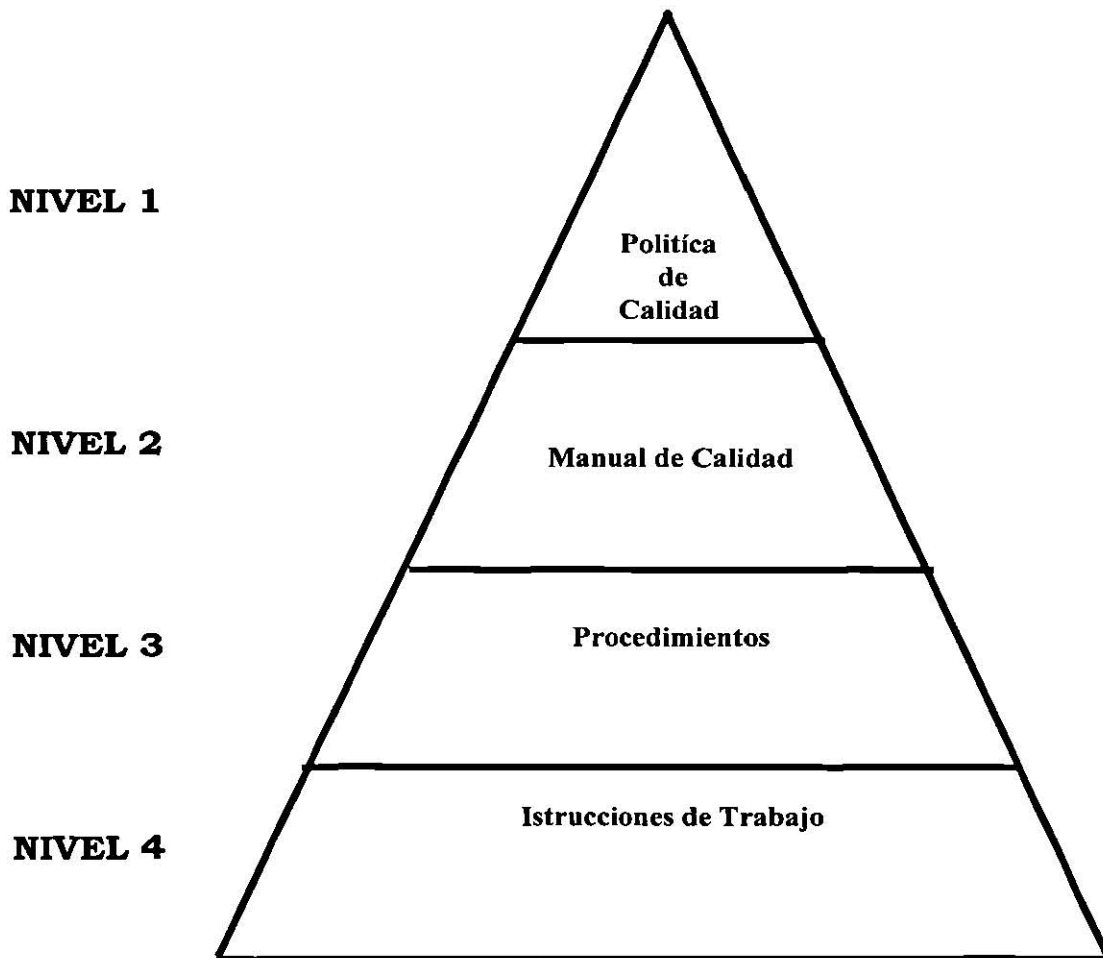 NIVEL 1
Politíca
de
Calidad
NIVEL 2
Manual de Calidad
NIVEL 3
Procedimientos
NIVEL 4
Istrucciones de Trabajo